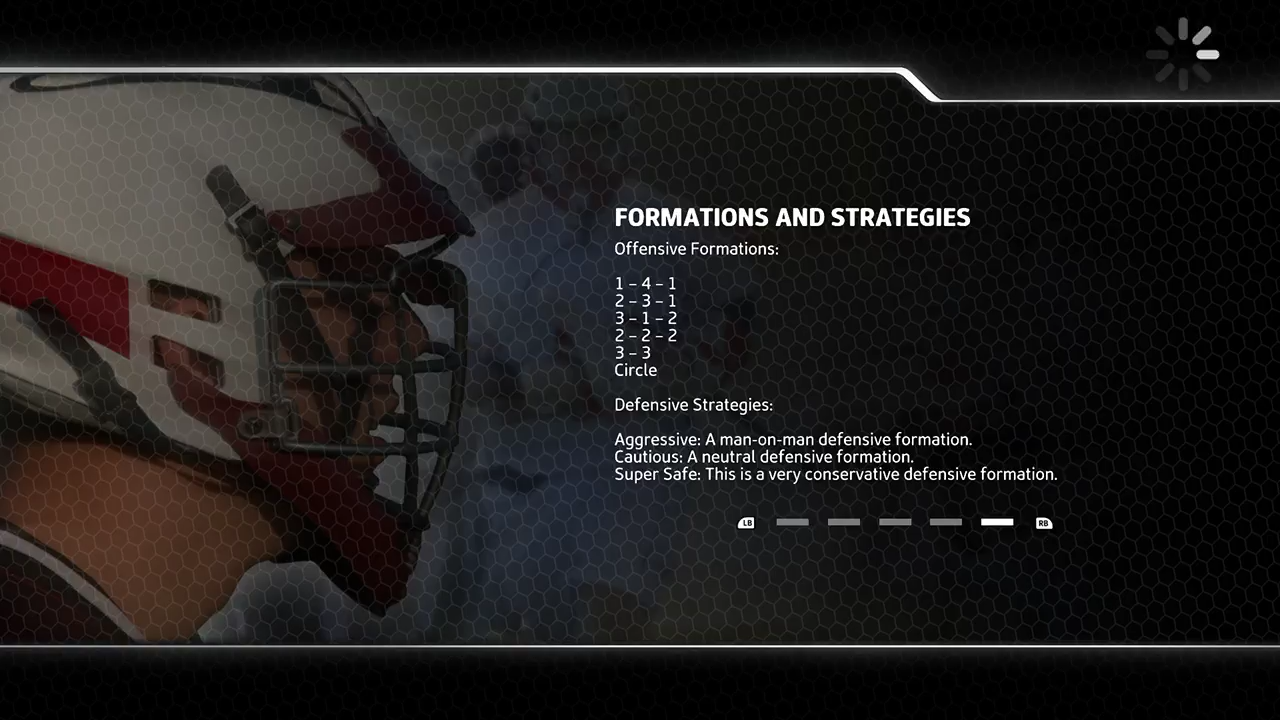 FORMATIONS AND STRATEGIES
Offensive Formations:
1 – 4 – 1
2 – 3 – 1
3 – 1 – 2
2 – 2 – 2
3 – 3
Circle
Defensive Strategies:
Aggressive: A man-on-man defensive formation.
Cautious: A neutral defensive formation.
Super Safe: This is a very conservative defensive formation.
LB RB